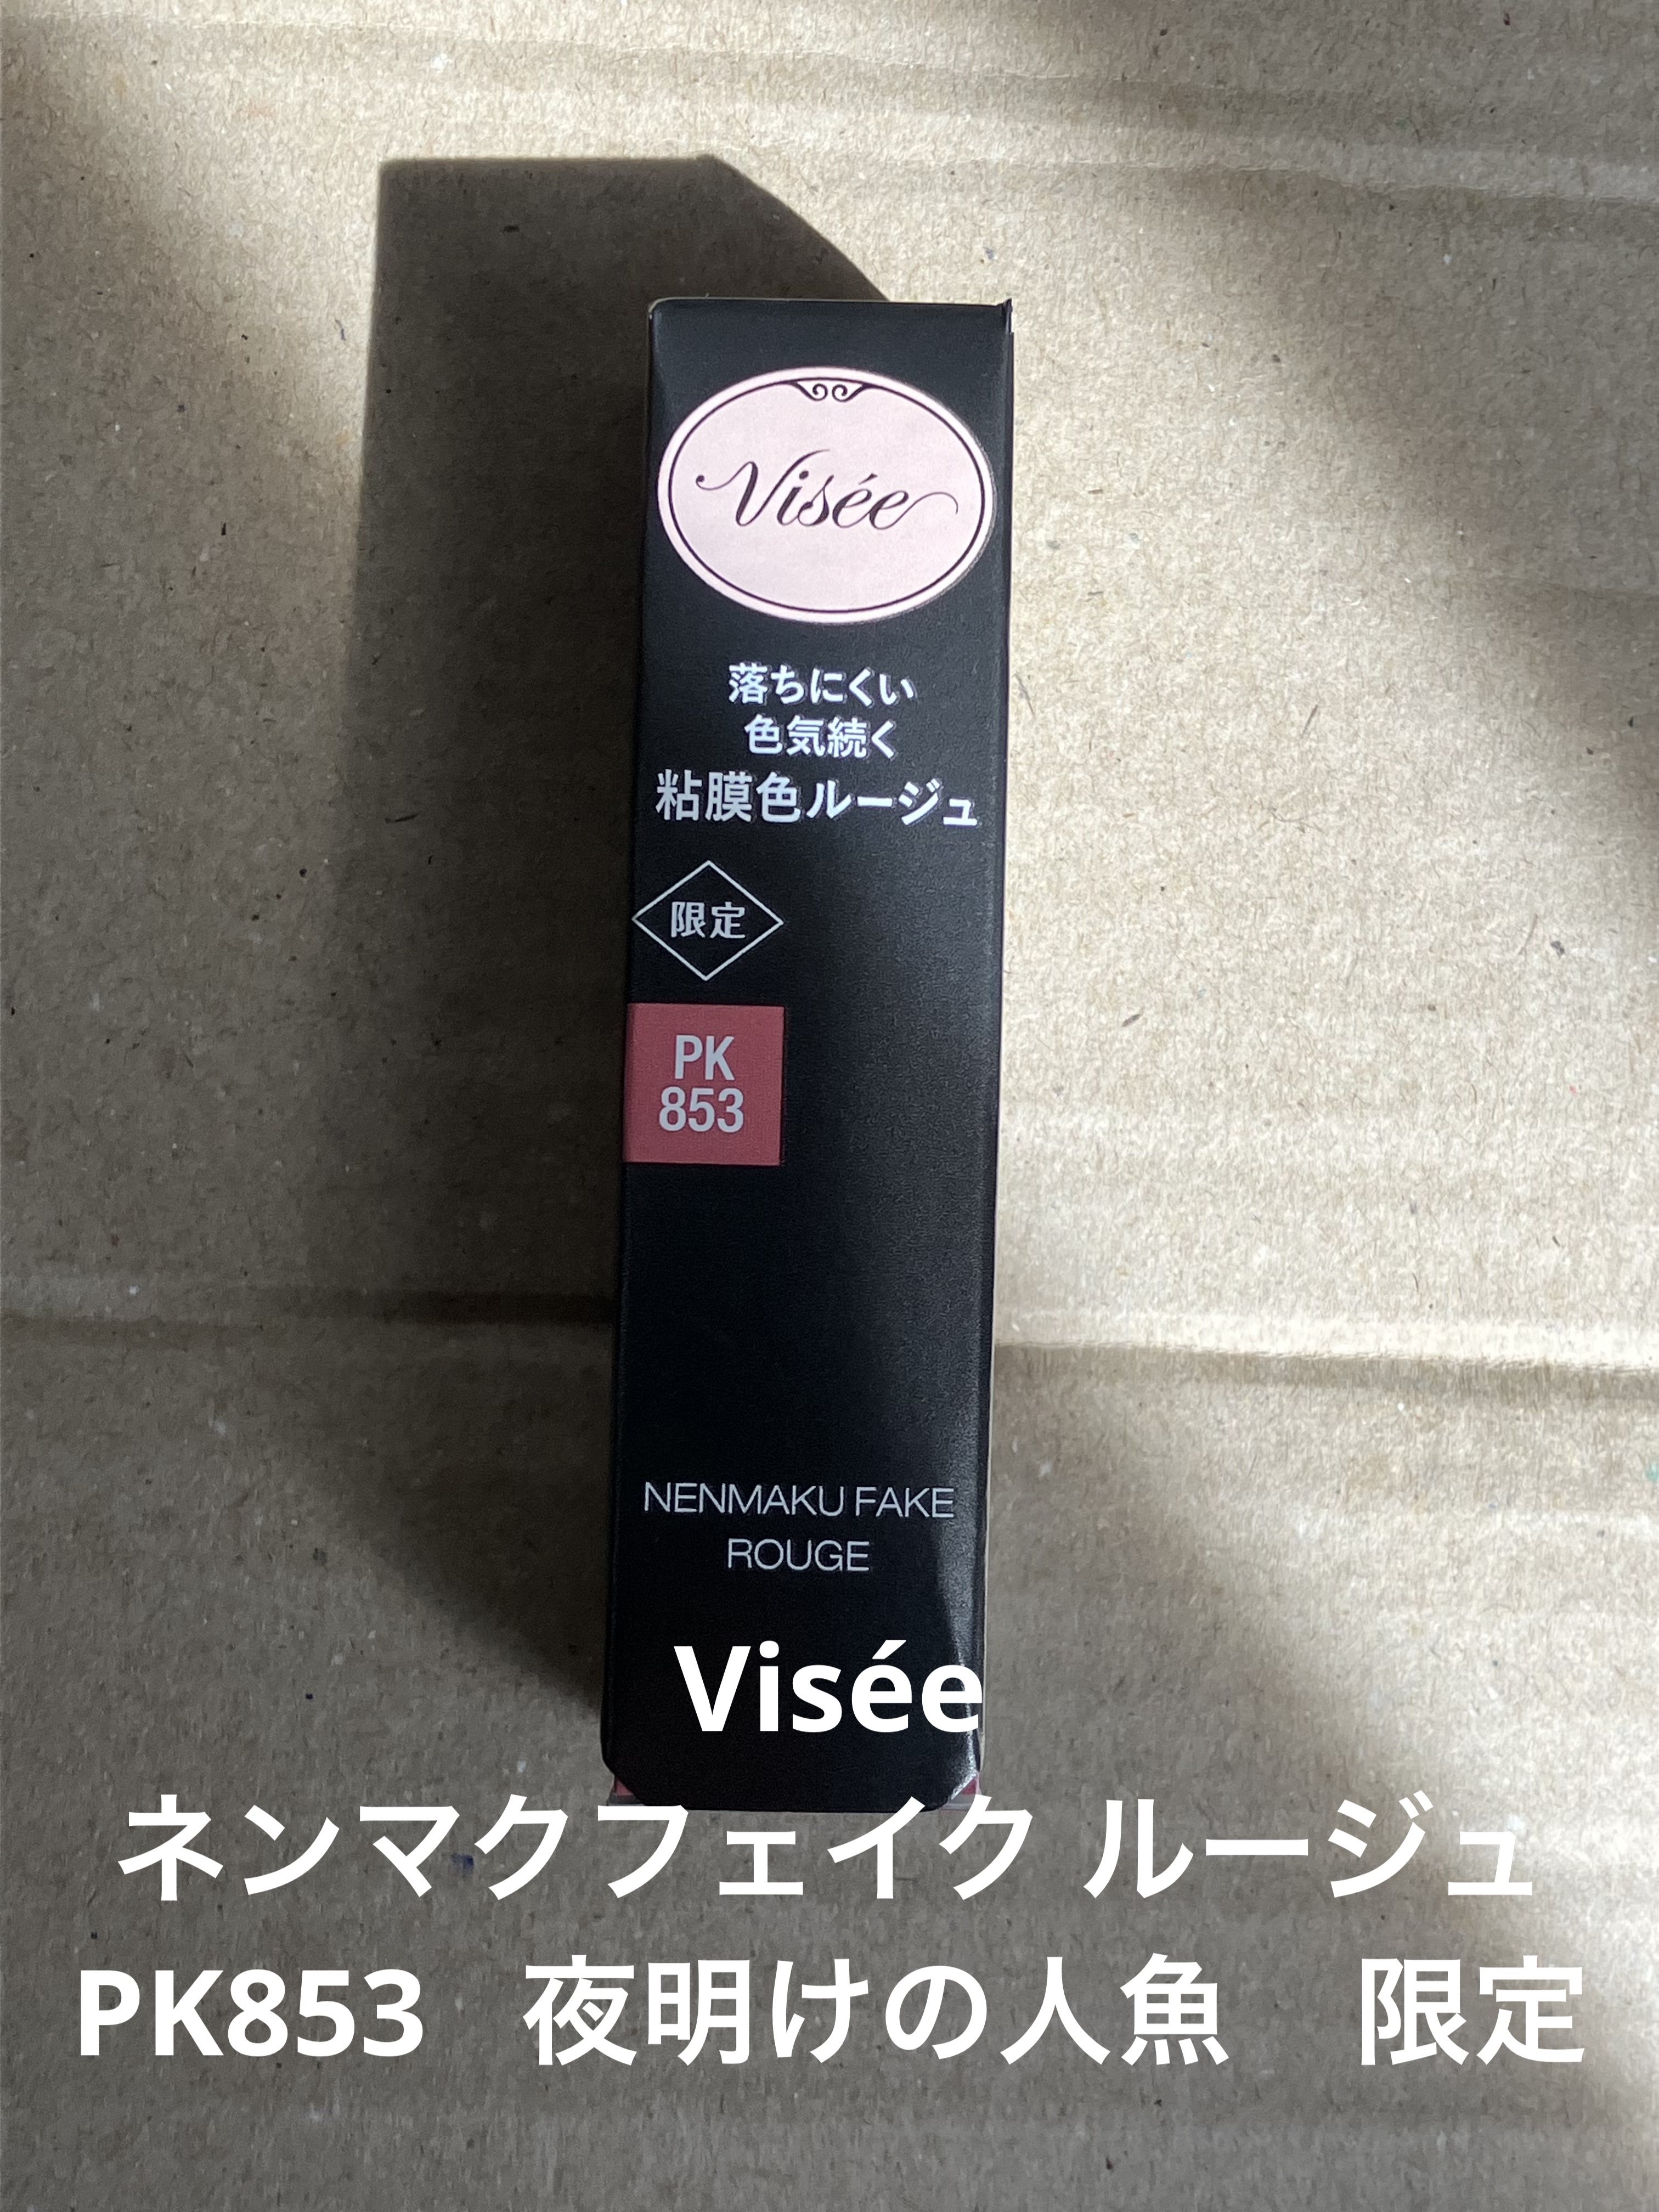 Visée
落ちにくい
色気続く
粘膜色ルージュ
限定
PK
853
NENMAKU FAKE
ROUGE
Visée
ネンマクフェイク ルージュ
PK853 夜明けの人魚 限定